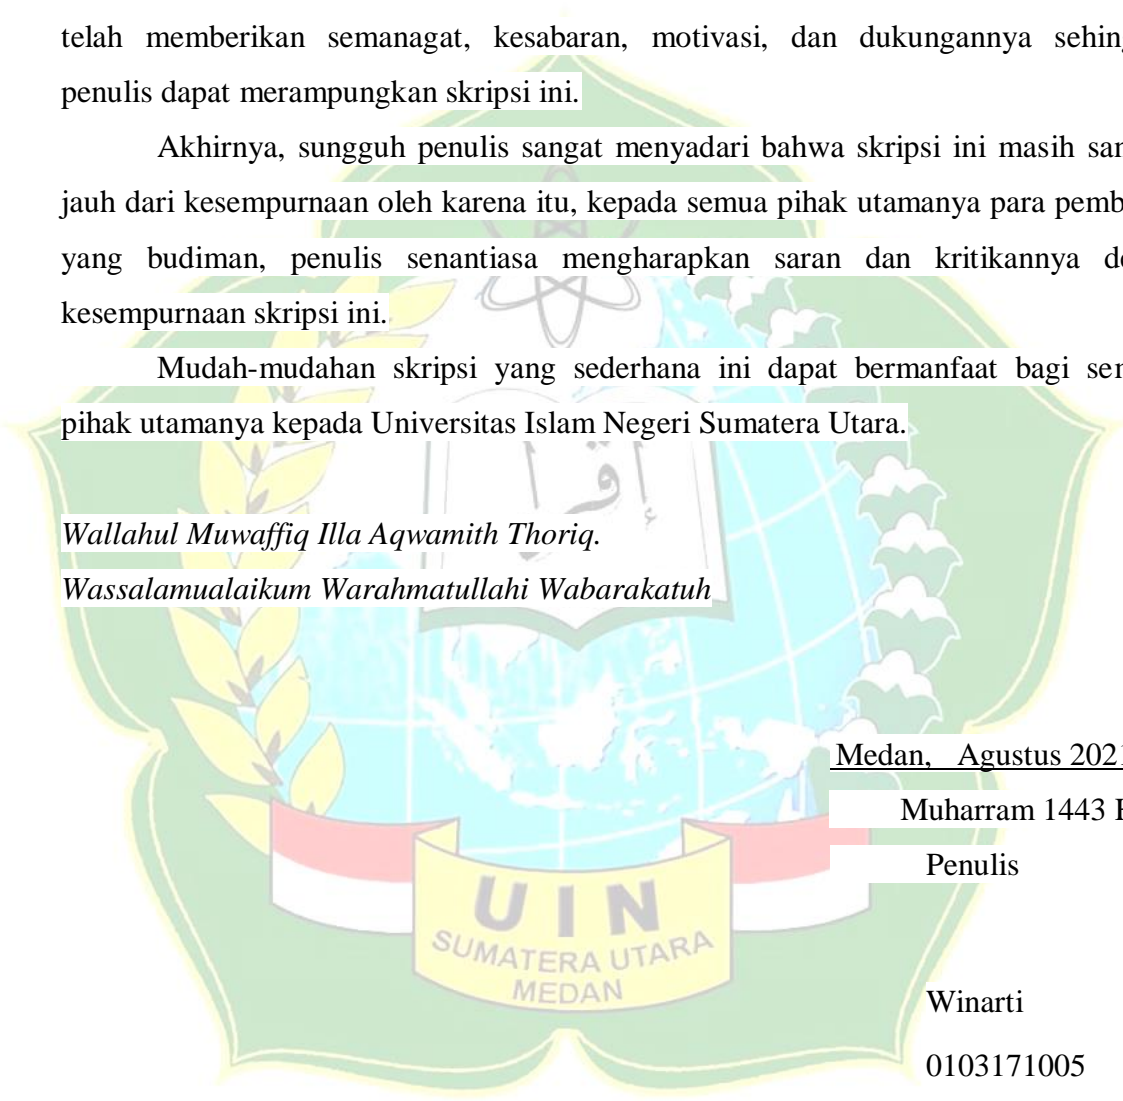 telah memberikan semanagat, kesabaran, motivasi, dan dukungannya sehing
penulis dapat merampungkan skripsi ini.
Akhirnya, sungguh penulis sangat menyadari bahwa skripsi ini masih san
jauh dari kesempurnaan oleh karena itu, kepada semua pihak utamanya para pemb
yang budiman, penulis senantiasa mengharapkan saran dan kritikannya de
kesempurnaan skripsi ini.
Mudah-mudahan skripsi yang sederhana ini dapat bermanfaat bagi sem
pihak utamanya kepada Universitas Islam Negeri Sumatera Utara.
إقرأ
Wallahul Muwaffiq Illa Aqwamith Thoriq.
Wassalamualaikum Warahmatullahi Wabarakatuh
Medan, Agustus 2021
Muharram 1443 H
Penulis
UIN
SUMATERA UTARA
MEDAN
Winarti
0103171005